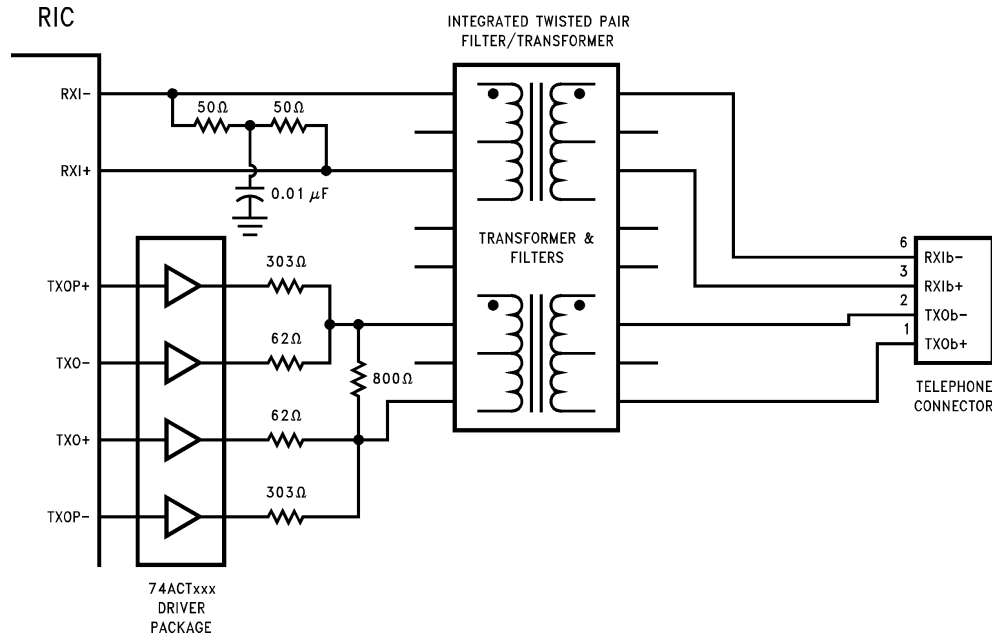 RIC
INTEGRATED TWISTED PAIR
FILTER/TRANSFORMER
RXI-
50Ω 50Ω
RXI+
0.01 μF
TRANSFORMER &
FILTERS
303Ω
TXOP+
62Ω
TXO-
800Ω
62Ω
TXO+
303Ω
TXOP-
74ACTxxx
DRIVER
PACKAGE
6 RXIb-
3 RXIb+
2 TXOb-
1 TXOb+
TELEPHONE
CONNECTOR